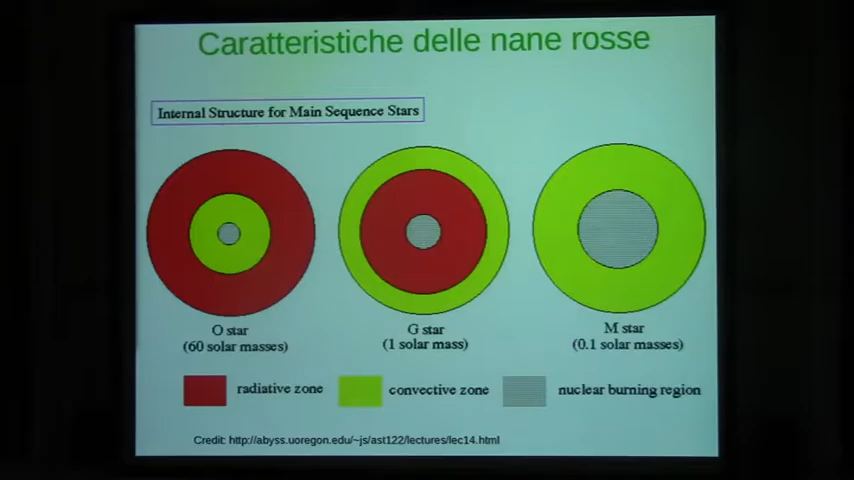 Caratteristiche delle nane rosse
Internal Structure for Main Sequence Stars
O star
(60 solar masses)
G star
(1 solar mass)
M star
(0.1 solar masses)
radiative zone
convective zone
nuclear burning region
Credit: http://abyss.uoregon.edu/~js/ast122/lectures/lec14.html